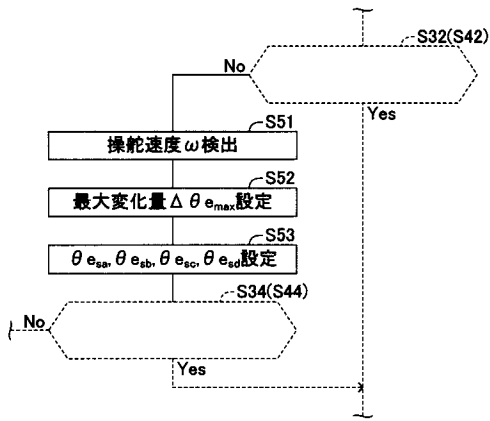 S32(S42)
No
Yes
S51
操舵速度ω検出
S52
最大変化量Δθemax設定
S53
θesa,θesb,θesc,θesd設定
S34(S44)
No
Yes